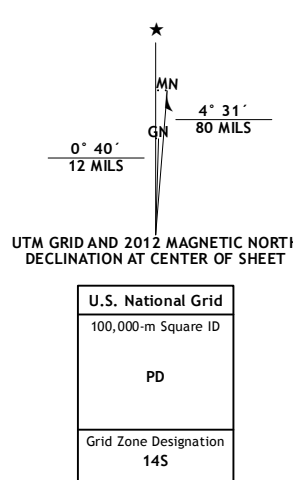 ★
MN
GN
4° 31´
80 MILS
0° 40´
12 MILS
UTM GRID AND 2012 MAGNETIC NORTH
DECLINATION AT CENTER OF SHEET
U.S. National Grid
100,000-m Square ID
PD
Grid Zone Designation
14S